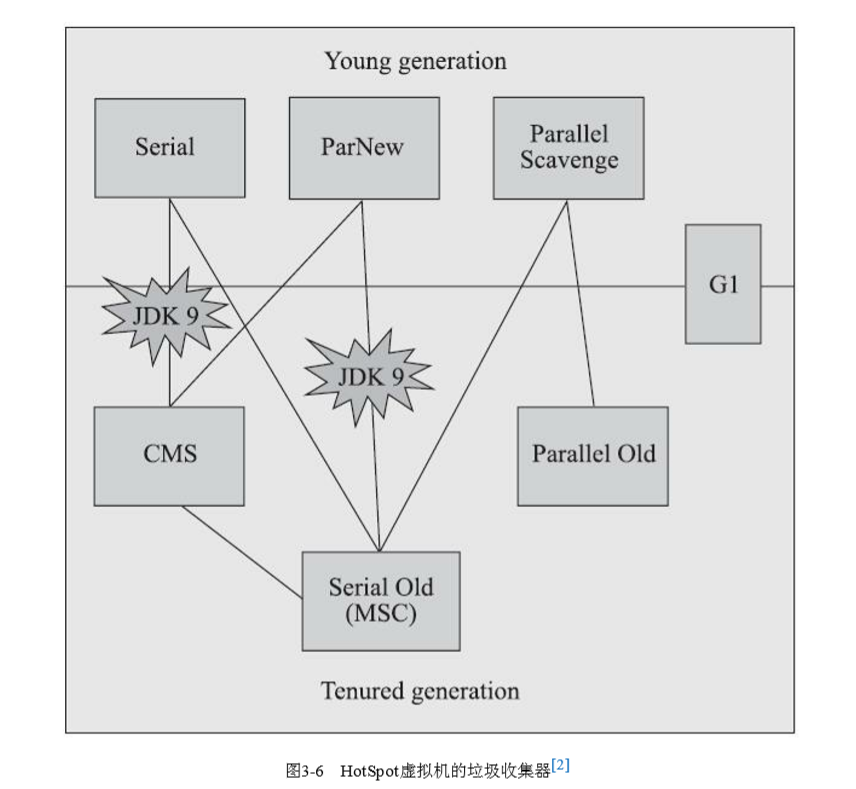 Young generation
Serial
ParNew
Parallel
Scavenge
G1
JDK 9
JDK 9
CMS
Parallel Old
Serial Old
(MSC)
Tenured generation
图3-6 HotSpot虚拟机的垃圾收集器[2]